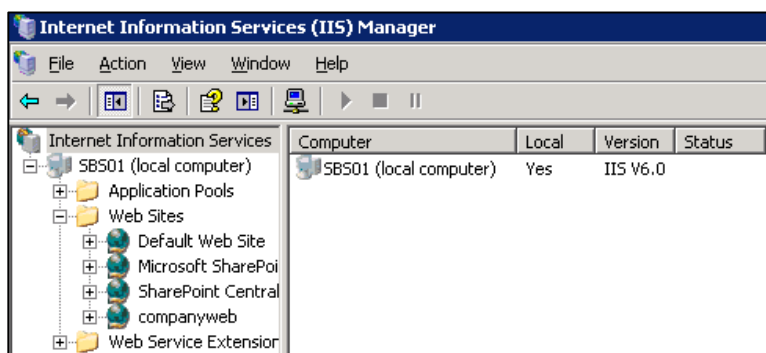 Internet Information Services (IIS) Manager
File Action View Window Help
Internet Information Services
Computer Local Version Status
SBS01 (local computer)
SBS01 (local computer) Yes IIS V6.0
Application Pools
Web Sites
Default Web Site
Microsoft SharePoi
SharePoint Central
companyweb
Web Service Extension